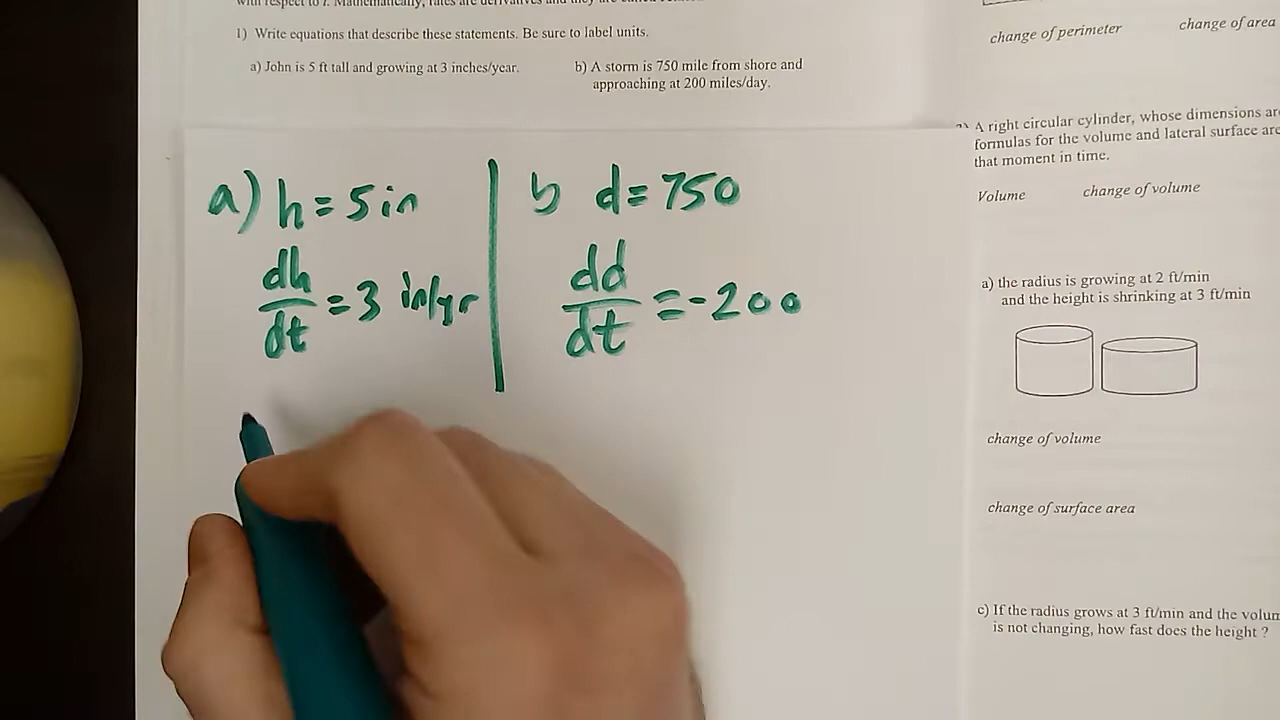 1) Write equations that describe these statements. Be sure to label units.
a) John is 5 ft tall and growing at 3 inches/year.
b) A storm is 750 mile from shore and
approaching at 200 miles/day.
a) h = 5 in
dh/dt = 3 in/yr
b d = 750
dd/dt = -200
change of perimeter
change of area
A right circular cylinder, whose dimensions
formulas for the volume and lateral surface
that moment in time.
Volume
change of volume
a) the radius is growing at 2 ft/min
and the height is shrinking at 3 ft/min
change of volume
change of surface area
c) If the radius grows at 3 ft/min and the
is not changing, how fast does the height ?